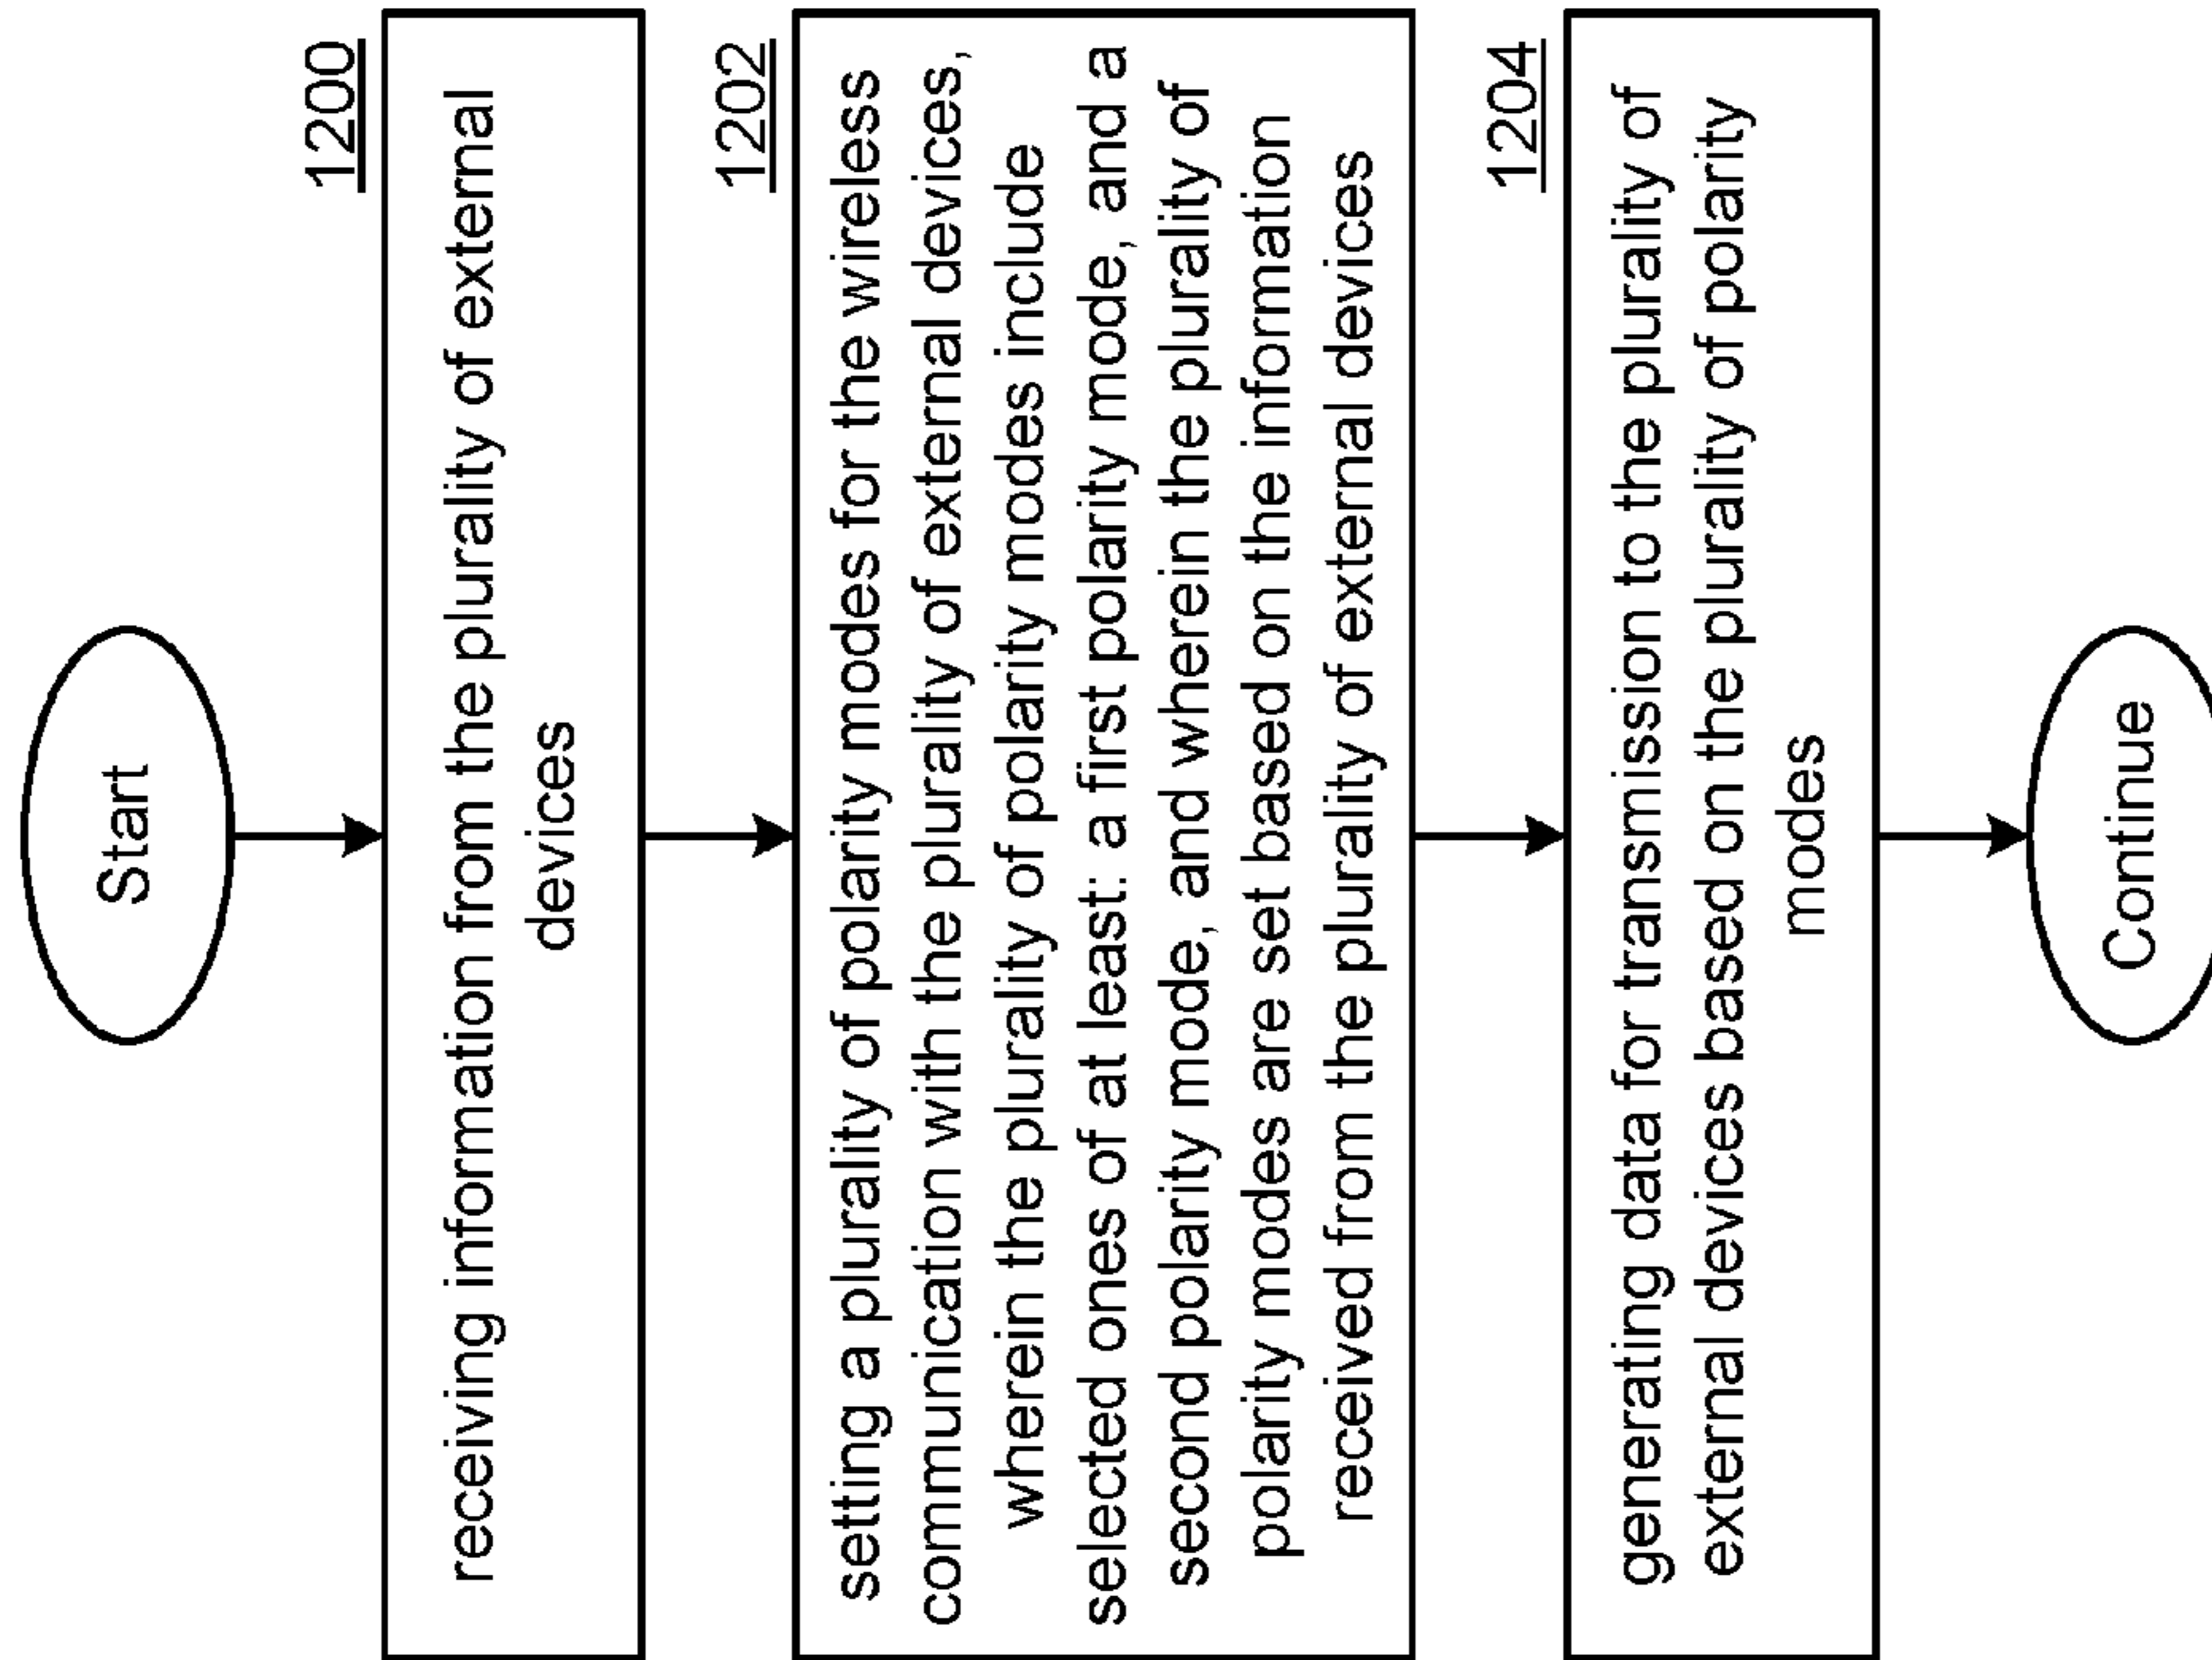 Start
1200
receiving information from the plurality of external
devices
1202
setting a plurality of polarity modes for the wireless
communication with the plurality of external devices,
wherein the plurality of polarity modes include
selected ones of at least: a first polarity mode, and a
second polarity mode, and wherein the plurality of
polarity modes are set based on the information
received from the plurality of external devices
1204
generating data for transmission to the plurality of
external devices based on the plurality of polarity
modes
Continue